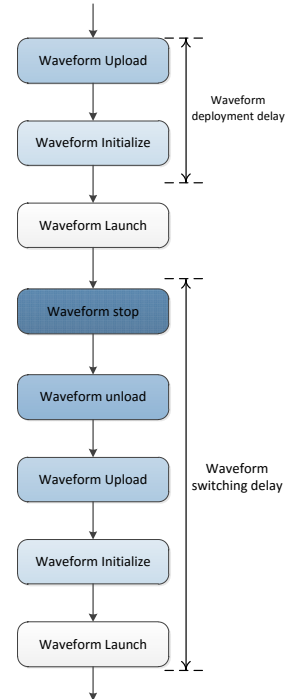 Waveform Upload
Waveform
deployment delay
Waveform Initialize
Waveform Launch
Waveform stop
Waveform unload
Waveform
switching delay
Waveform Upload
Waveform Initialize
Waveform Launch